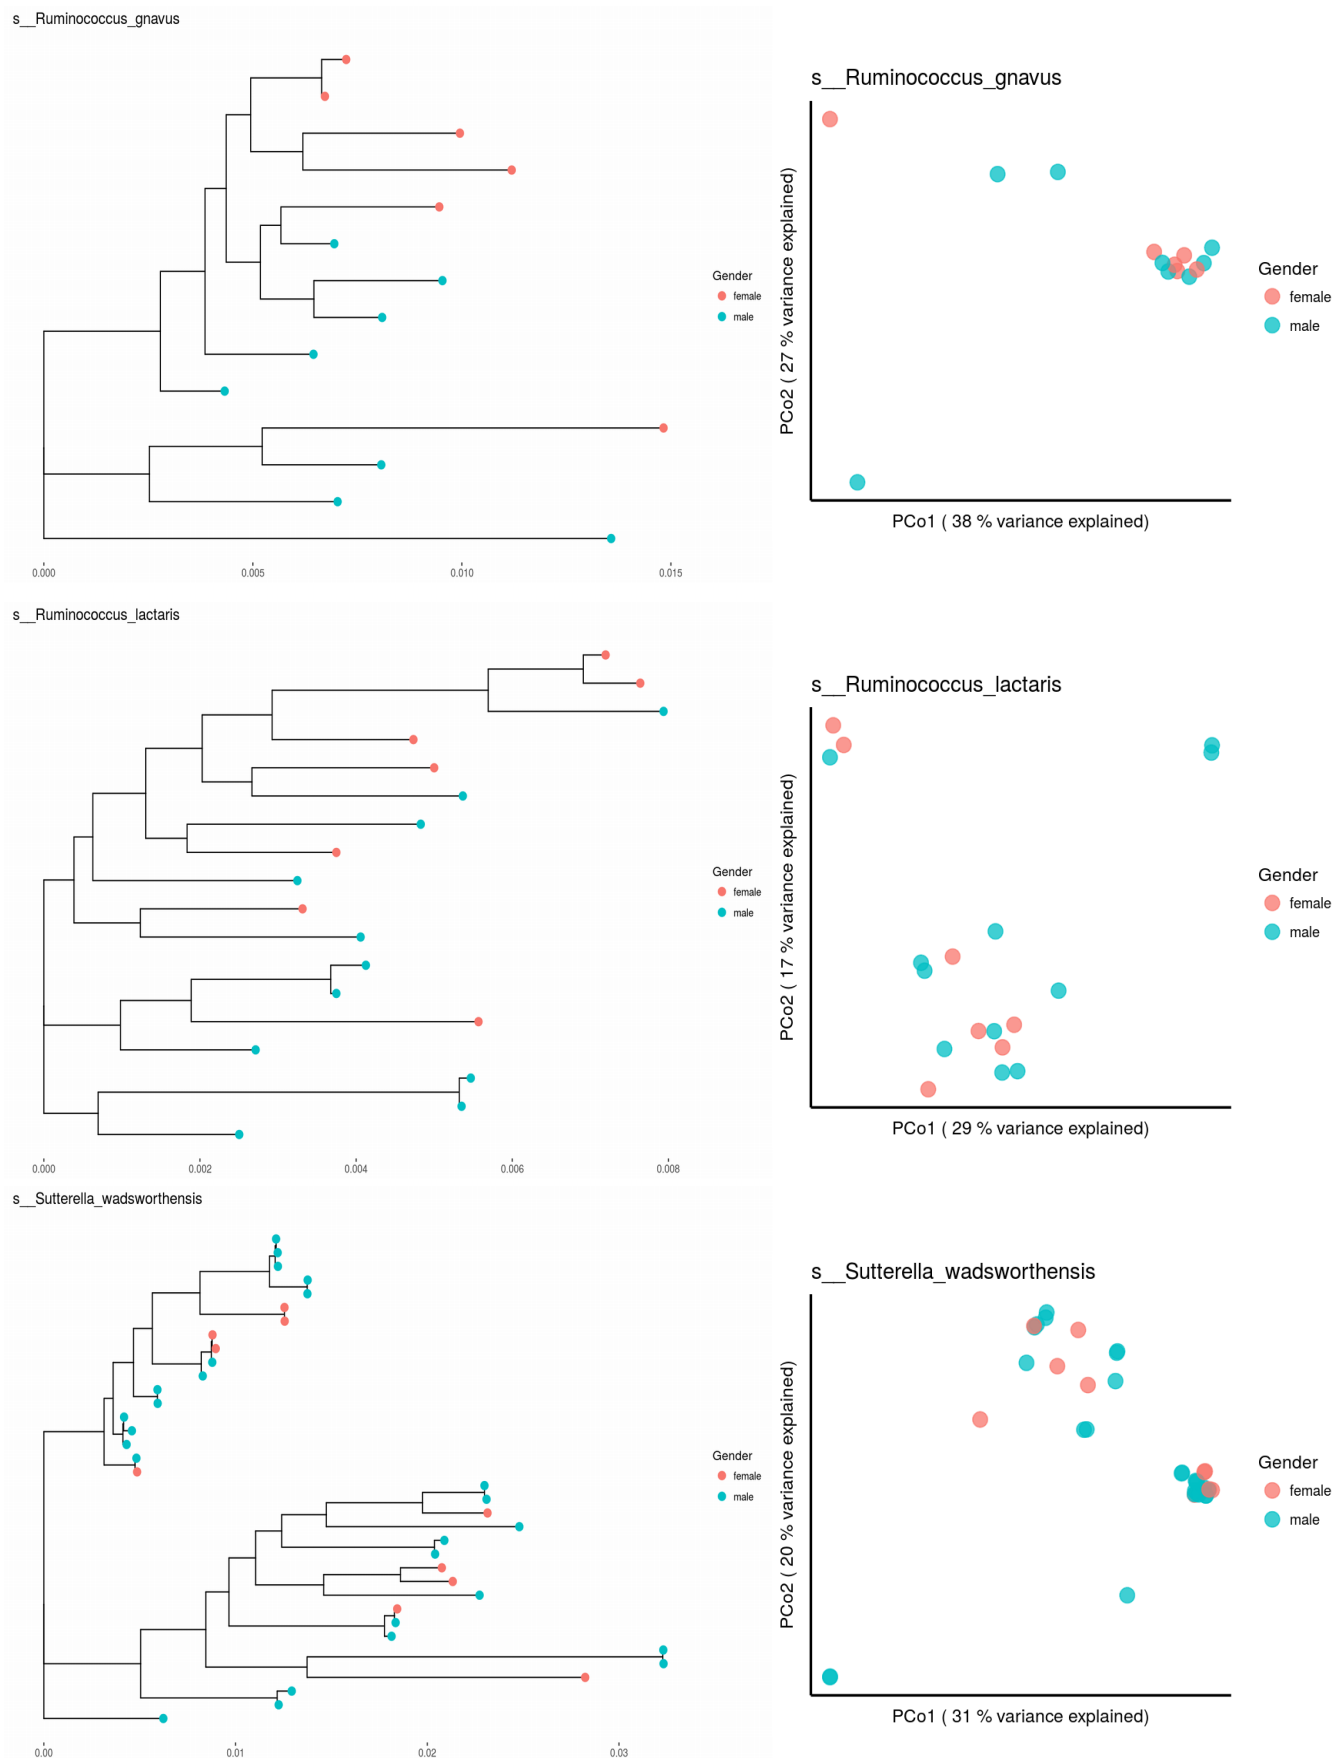 s__Ruminococcus_gnavus
Gender
female
male
0.000
0.005
0.010
0.015
s__Ruminococcus_gnavus
PCo2 ( 27 % variance explained)
PCo1 ( 38 % variance explained)
Gender
female
male
s__Ruminococcus_lactaris
Gender
female
male
0.000
0.002
0.004
0.006
0.008
s__Ruminococcus_lactaris
PCo2 ( 17 % variance explained)
PCo1 ( 29 % variance explained)
Gender
female
male
s__Sutterella_wadsworthensis
Gender
female
male
0.00
0.01
0.02
0.03
s__Sutterella_wadsworthensis
PCo2 ( 20 % variance explained)
PCo1 ( 31 % variance explained)
Gender
female
male